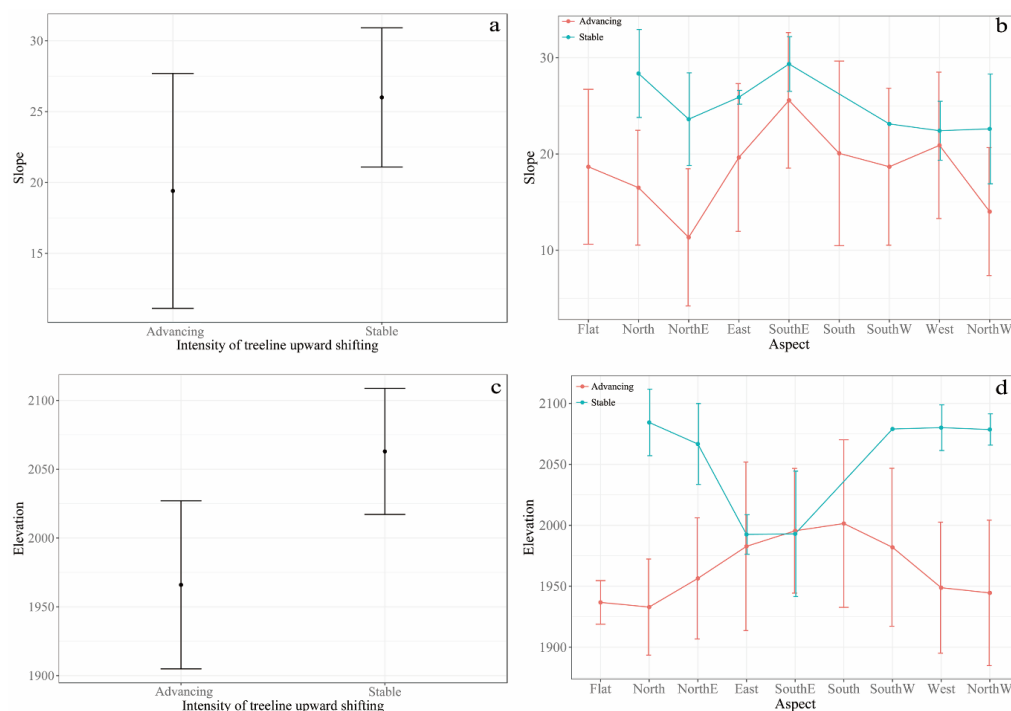 a
Slope
30
25
20
15
Advancing
Stable
Intensity of treeline upward shifting
b
Advancing
Stable
Slope
30
20
10
Flat
North
NorthE
East
SouthE
South
SouthW
West
NorthW
Aspect
c
Elevation
2100
2050
2000
1950
1900
Advancing
Stable
Intensity of treeline upward shifting
d
Advancing
Stable
Elevation
2100
2050
2000
1950
1900
Flat
North
NorthE
East
SouthE
South
SouthW
West
NorthW
Aspect